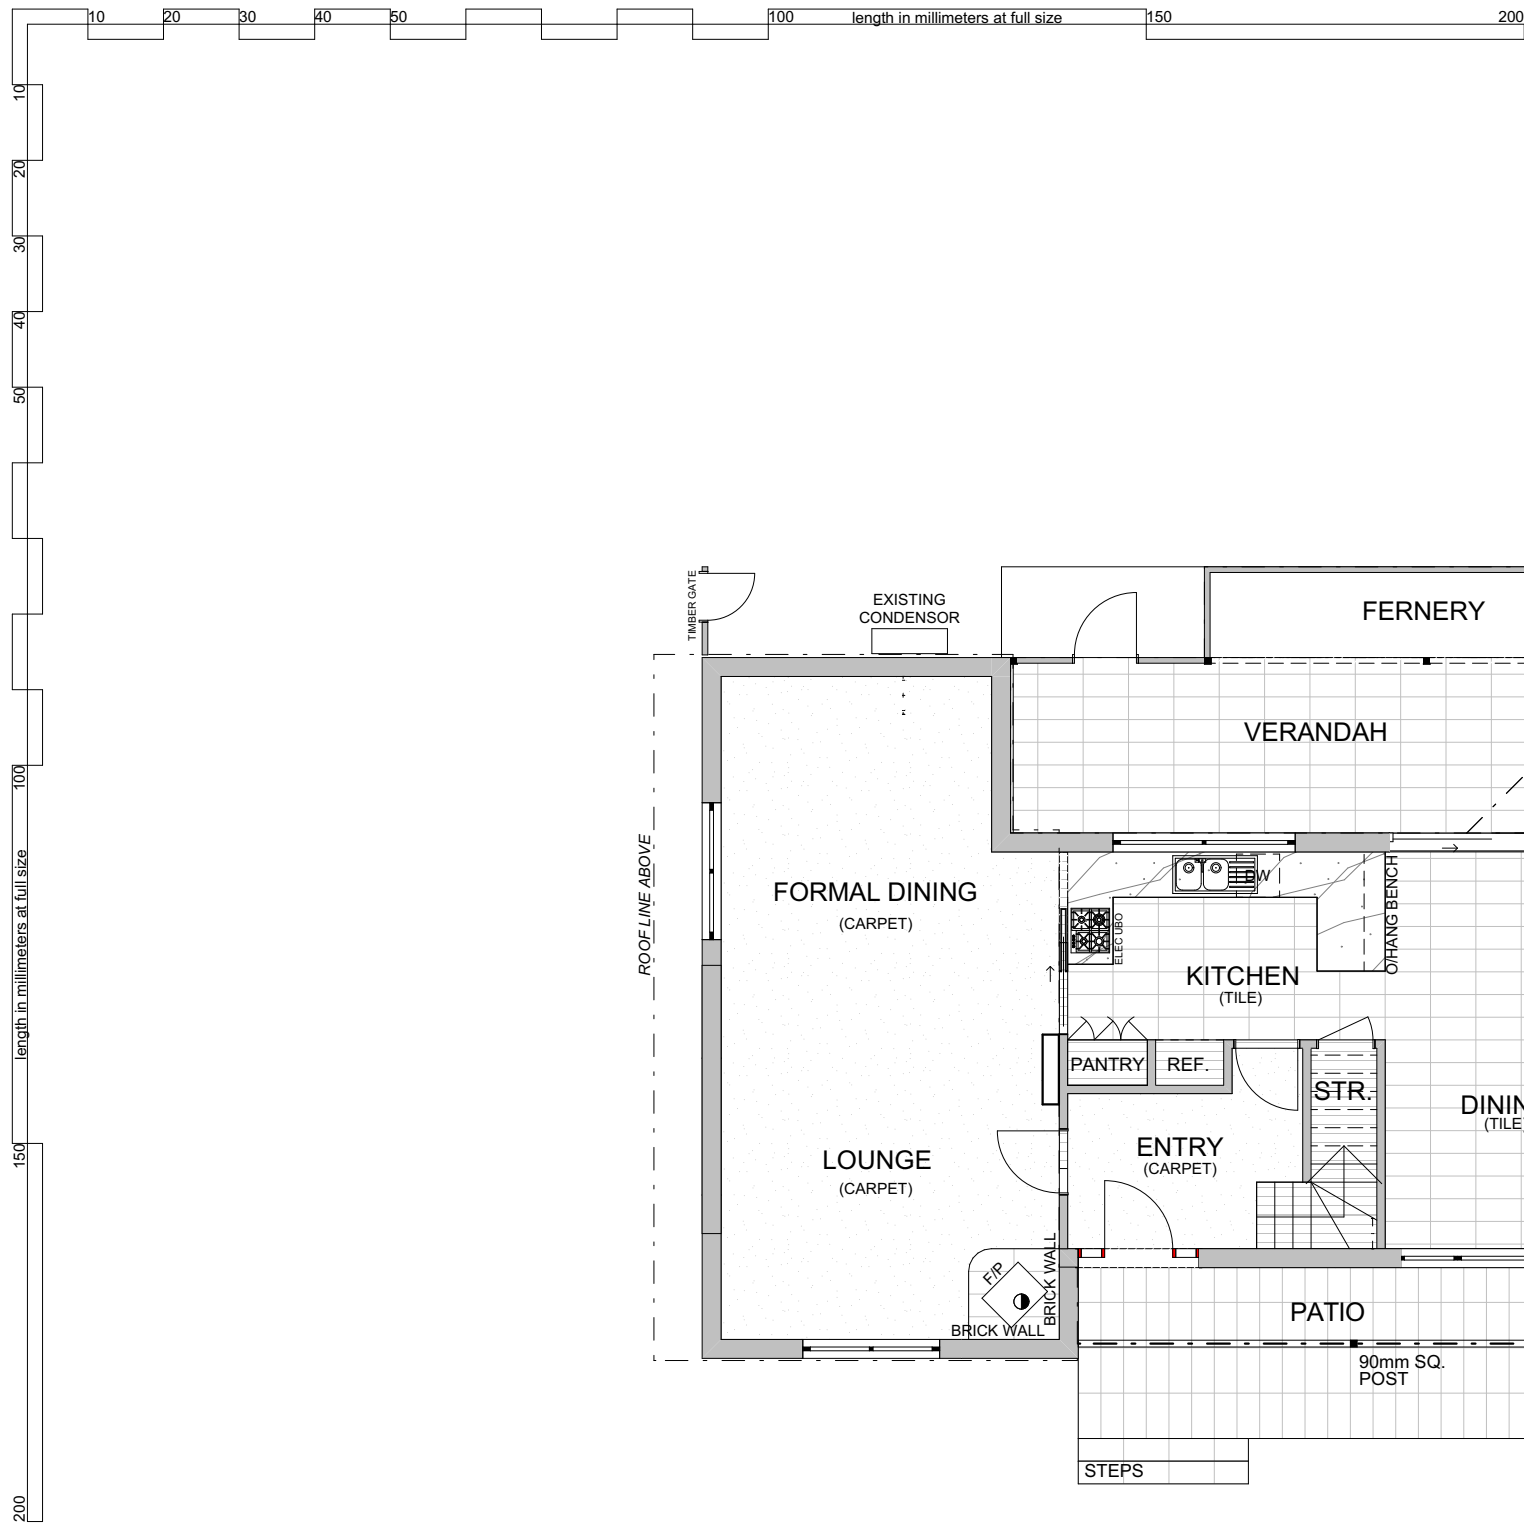 10
20
30
40
50
100
length in millimeters at full size
150
200
10
20
30
40
50
100
length in millimeters at full size
150
200
TIMBER GATE
EXISTING
CONDENSOR
FERNERY
VERANDAH
ROOF LINE ABOVE
FORMAL DINING
(CARPET)
DW
ELEC UBO
O/HANG BENCH
KITCHEN
(TILE)
PANTRY
REF.
STR.
DININ
(TILE
ENTRY
(CARPET)
LOUNGE
(CARPET)
F/P
BRICK WALL
BRICK WALL
PATIO
90mm SQ.
POST
STEPS